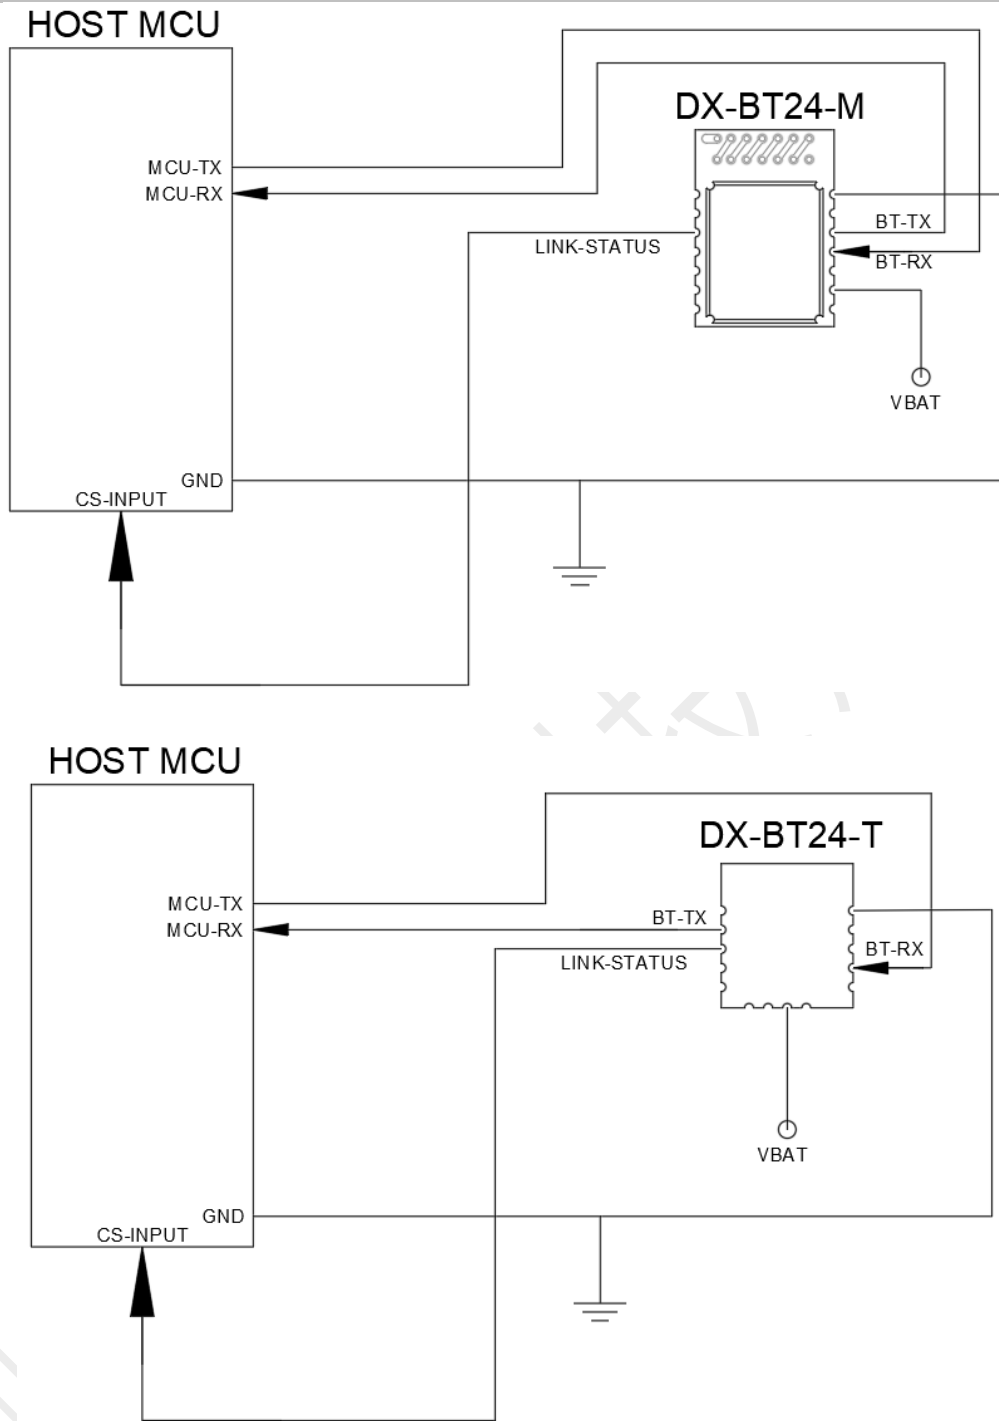 HOST MCU
DX-BT24-M
MCU-TX
MCU-RX
BT-TX
LINK-STATUS
BT-RX
VBAT
GND
CS-INPUT
HOST MCU
DX-BT24-T
MCU-TX
BT-TX
MCU-RX
BT-RX
LINK-STATUS
VBAT
GND
CS-INPUT